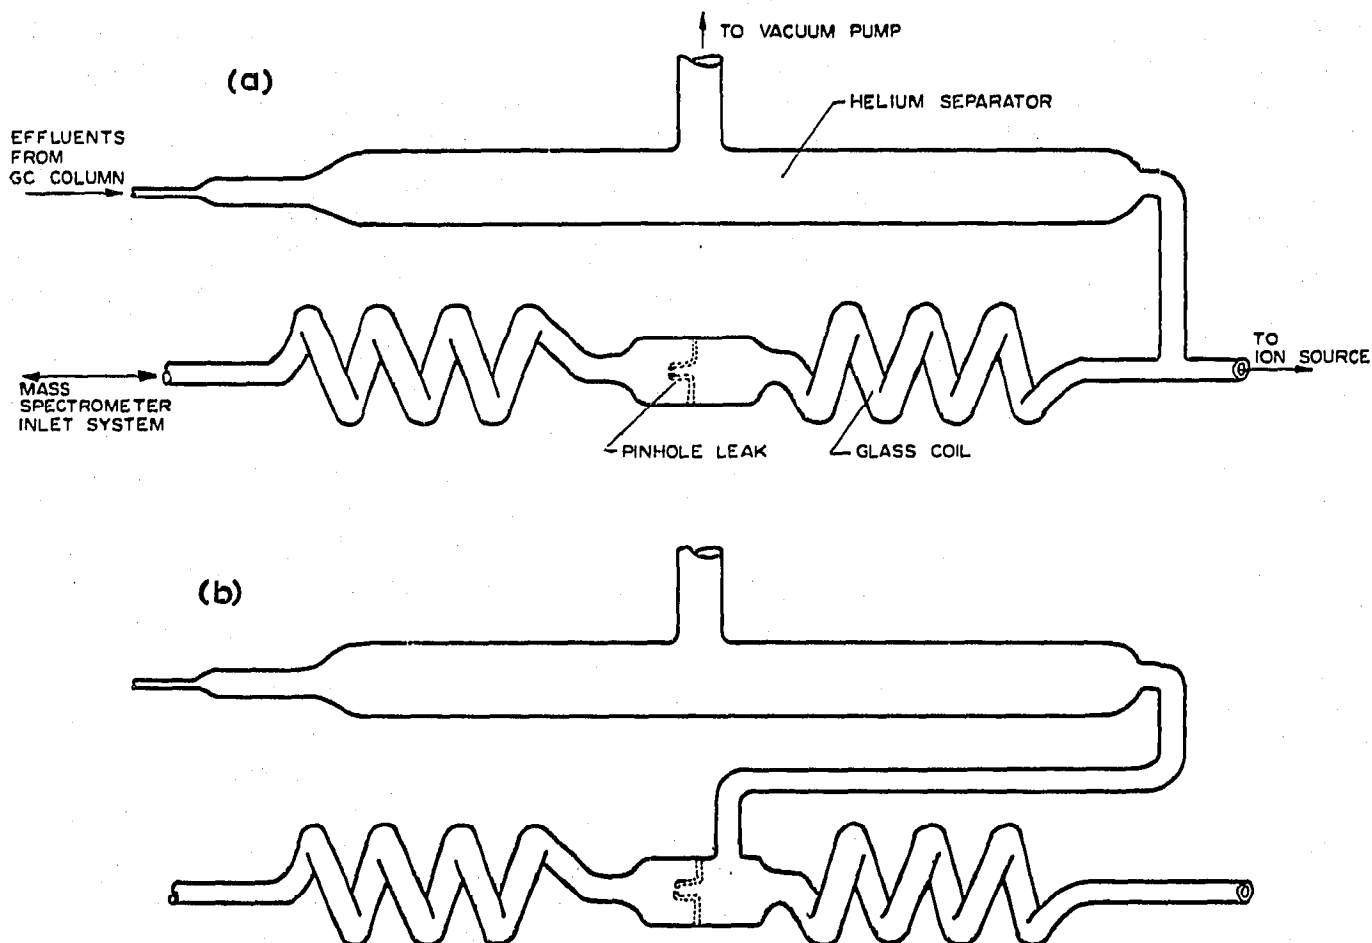 TO VACUUM PUMP
(a)
HELIUM SEPARATOR
EFFLUENTS
FROM
GC COLUMN
TO
ION SOURCE
MASS
SPECTROMETER
INLET SYSTEM
PINHOLE LEAK
GLASS COIL
(b)